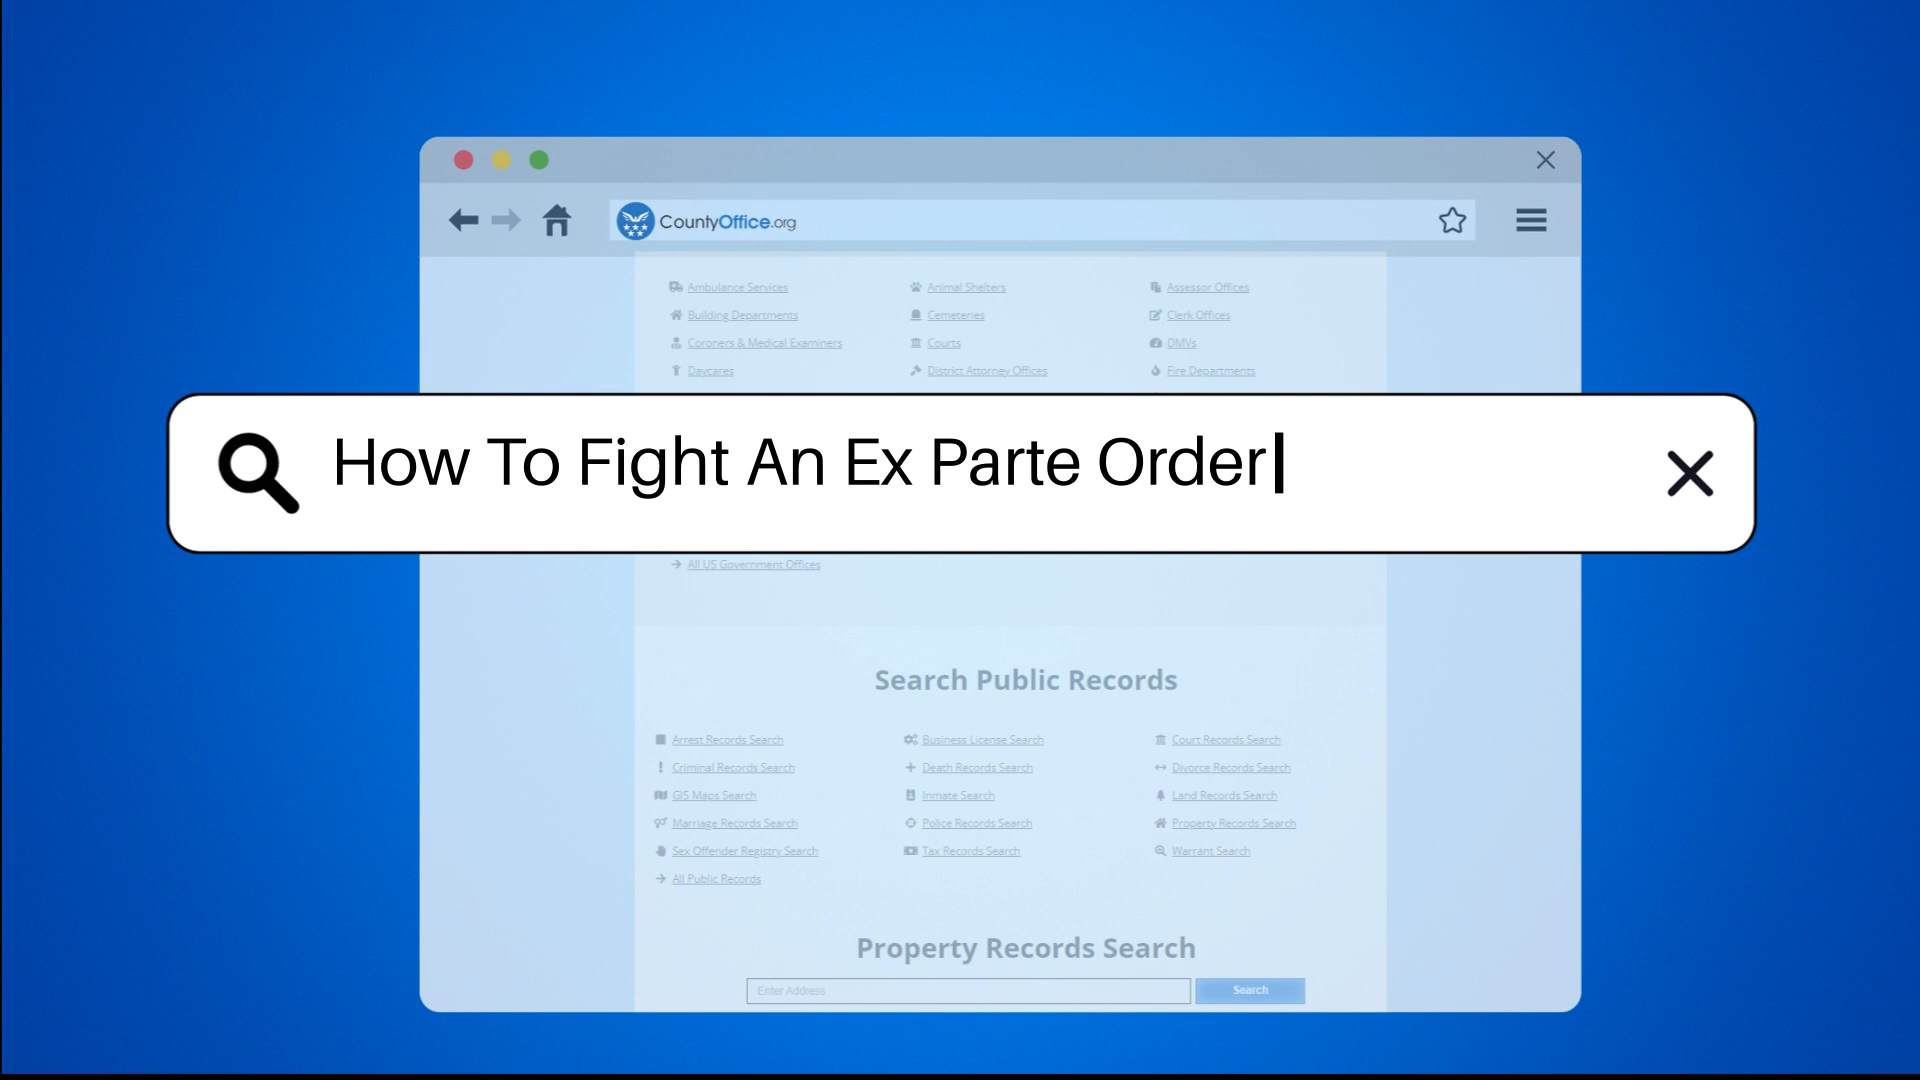 CountyOffice.org
Ambulance Services Animal Shelters Assessor Offices
Building Departments Cemeteries Clerk Offices
Coroners & Medical Examiners Courts DMVs
Daycares District Attorney Offices Fire Departments
How To Fight An Ex Parte Order
All US Government Offices
Search Public Records
Arrest Records Search Business License Search Court Records Search
Criminal Records Search Death Records Search Divorce Records Search
GIS Maps Search Inmate Search Land Records Search
Marriage Records Search Police Records Search Property Records Search
Sex Offender Registry Search Tax Records Search Warrant Search
All Public Records
Property Records Search
Enter Address Search